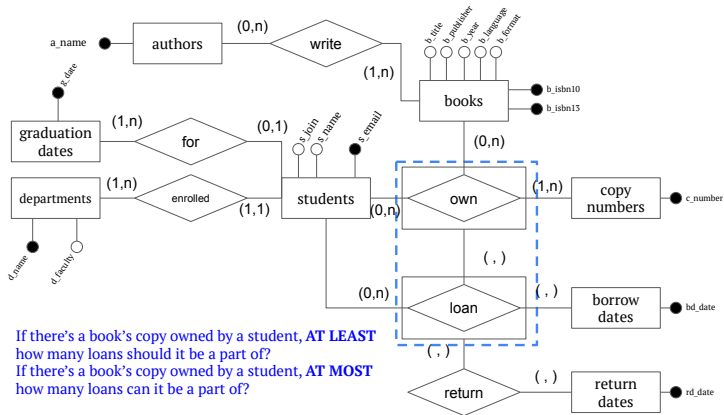 b_title
b_publisher
b_year
b_language
b_format
a_name
authors
(0,n)
write
(1,n)
g_date
b_isbn10
books
b_isbn13
graduation
dates
(1,n)
for
(0,1)
s_join
s_name
s_email
(0,n)
departments
(1,n)
enrolled
(1,1)
students
(0,n)
own
(1,n)
copy
numbers
c_number
d_name
d_faculty
( , )
(0,n)
loan
( , )
borrow
dates
bd_date
If there's a book's copy owned by a student, AT LEAST
how many loans should it be a part of?
If there's a book's copy owned by a student, AT MOST
how many loans can it be a part of?
( , )
return
( , )
return
dates
rd_date